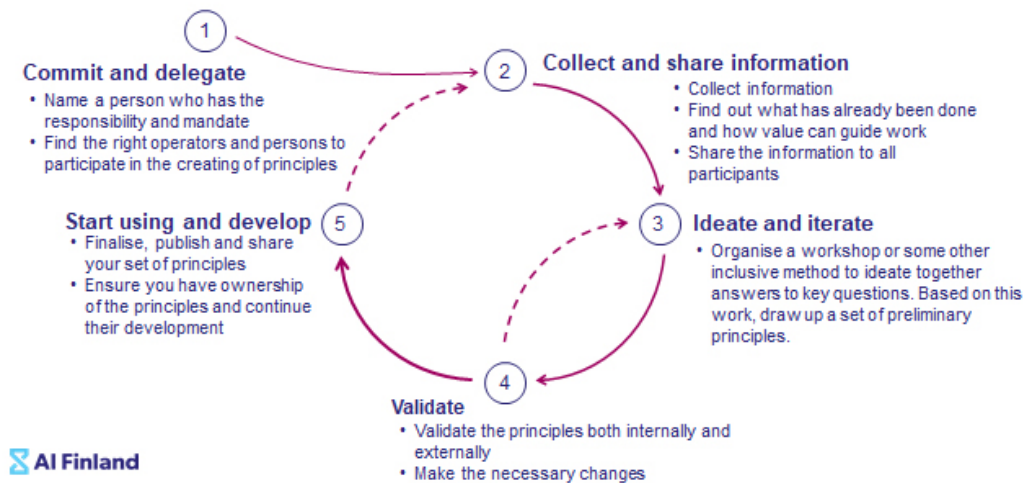 1
Commit and delegate
• Name a person who has the
responsibility and mandate
• Find the right operators and persons to
participate in the creating of principles
2
Collect and share information
• Collect information
• Find out what has already been done
and how value can guide work
• Share the information to all
participants
3
Ideate and iterate
• Organise a workshop or some other
inclusive method to ideate together
answers to key questions. Based on this
work, draw up a set of preliminary
principles.
4
Validate
• Validate the principles both internally and
externally
• Make the necessary changes
5
Start using and develop
• Finalise, publish and share
your set of principles
• Ensure you have ownership
of the principles and continue
their development
AI Finland